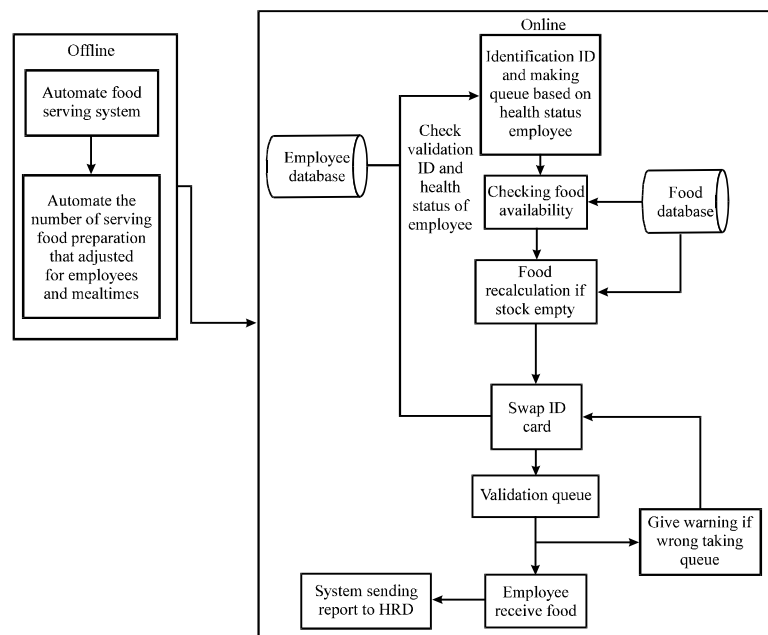 Offline
Automate food
serving system
Automate the
number of serving
food preparation
that adjusted
for employees
and mealtimes
Online
Identification ID
and making
queue based on
health status
employee
Employee
database
Check
validation
ID and
health
status of
employee
Checking food
availability
Food
database
Food
recalculation if
stock empty
Swap ID
card
Validation queue
Give warning if
wrong taking
queue
Employee
receive food
System sending
report to HRD